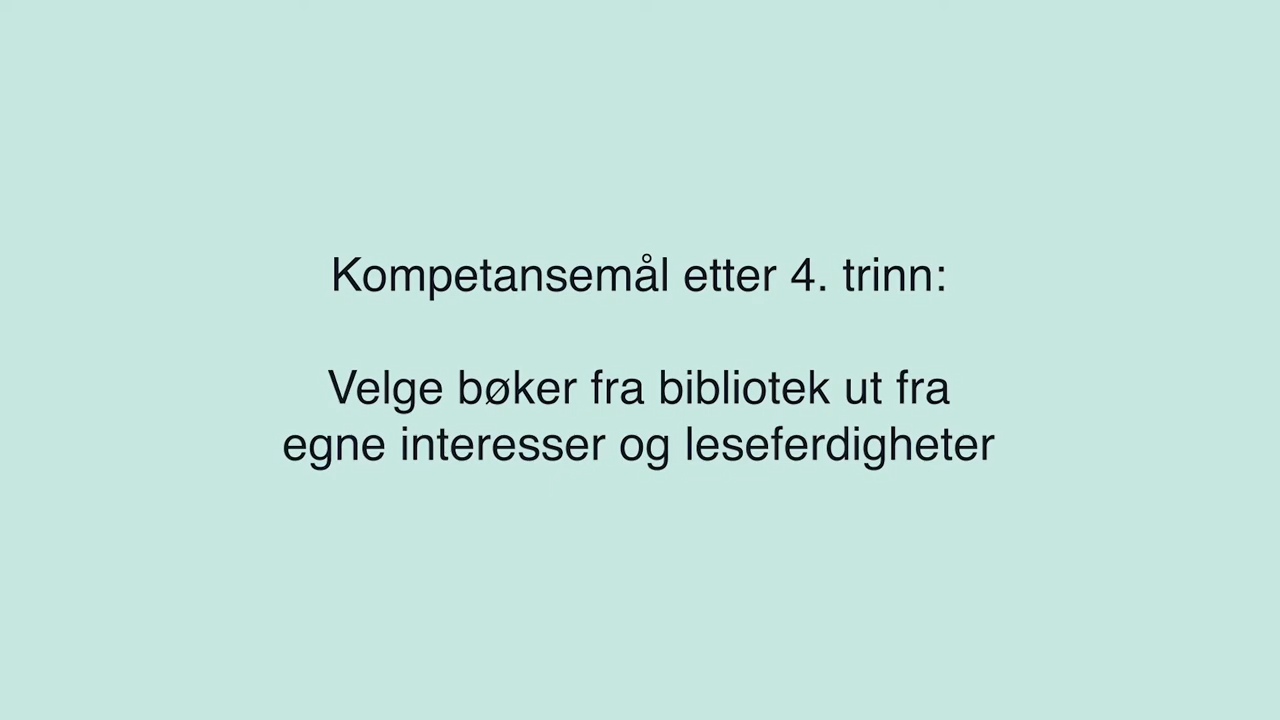 Kompetansemål etter 4. trinn:
Velge bøker fra bibliotek ut fra
egne interesser og leseferdigheter